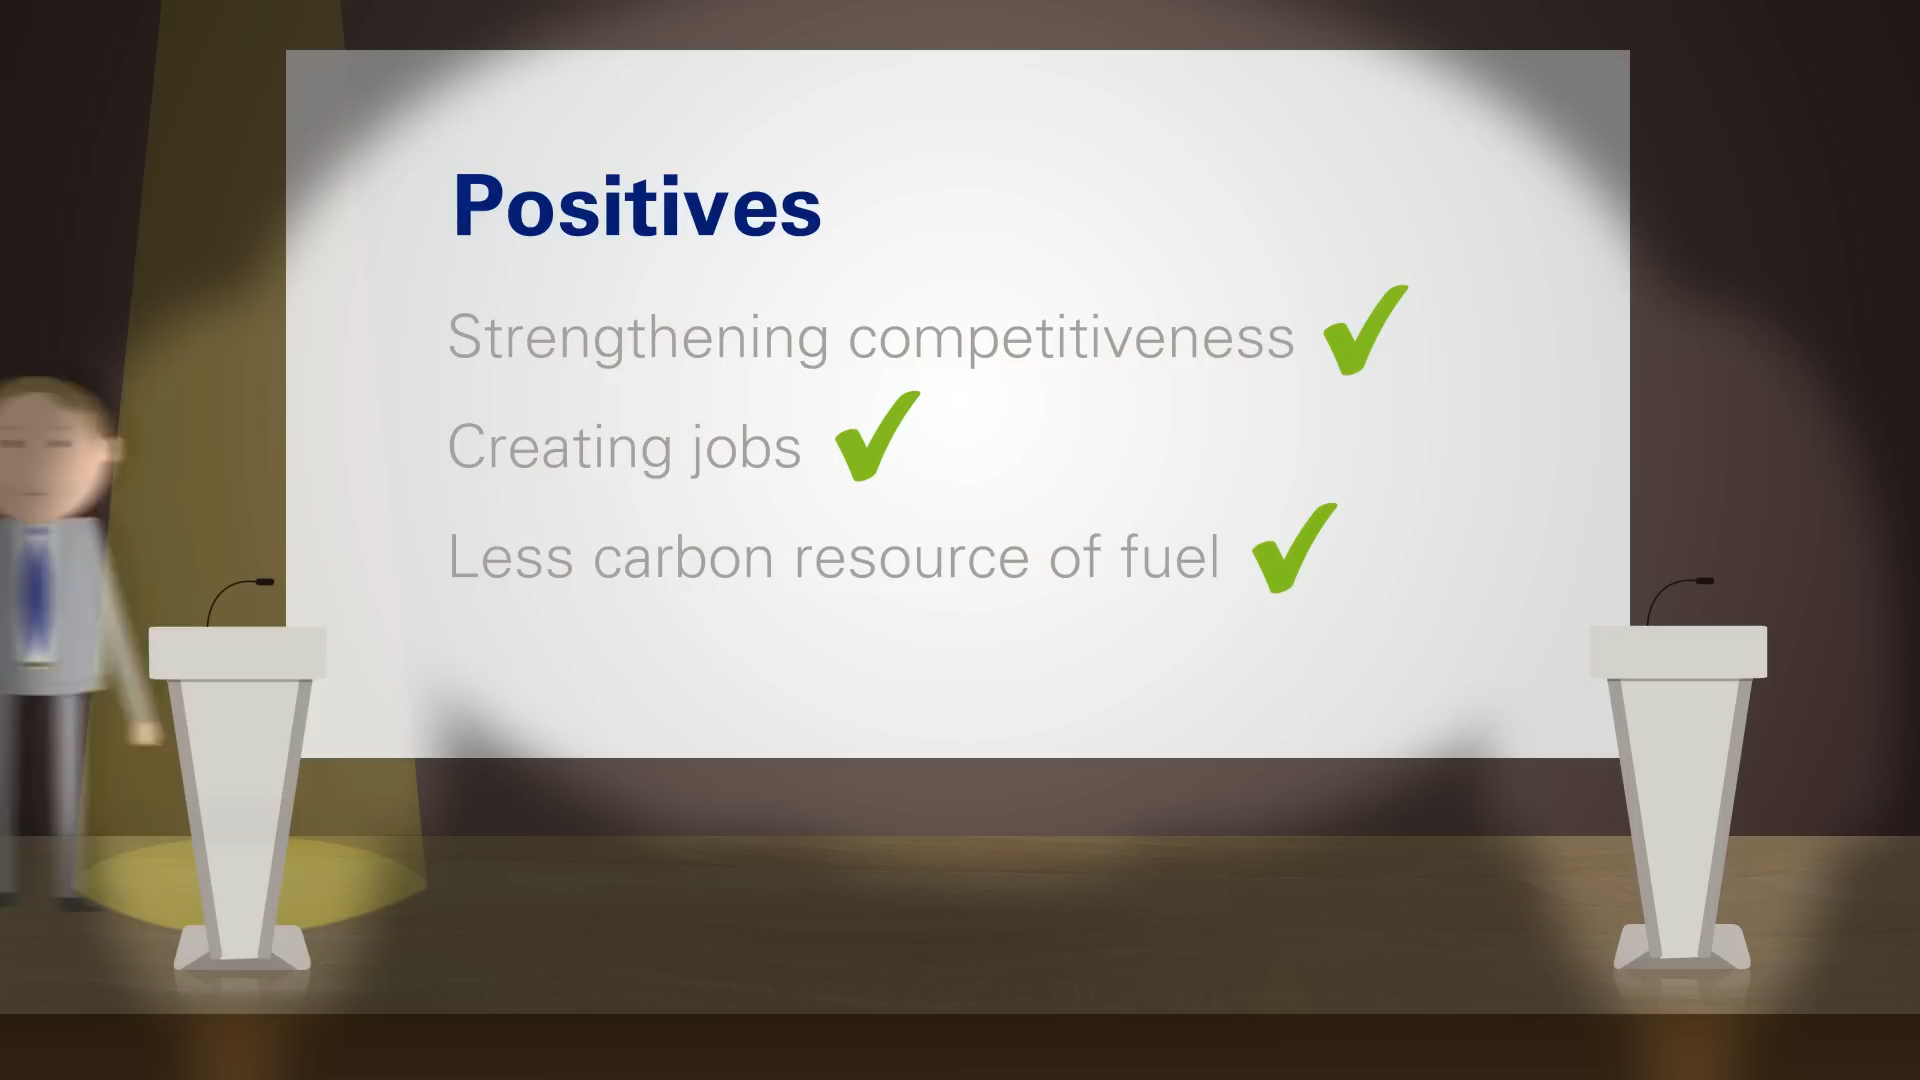 Positives
Strengthening competitiveness
Creating jobs
Less carbon resource of fuel